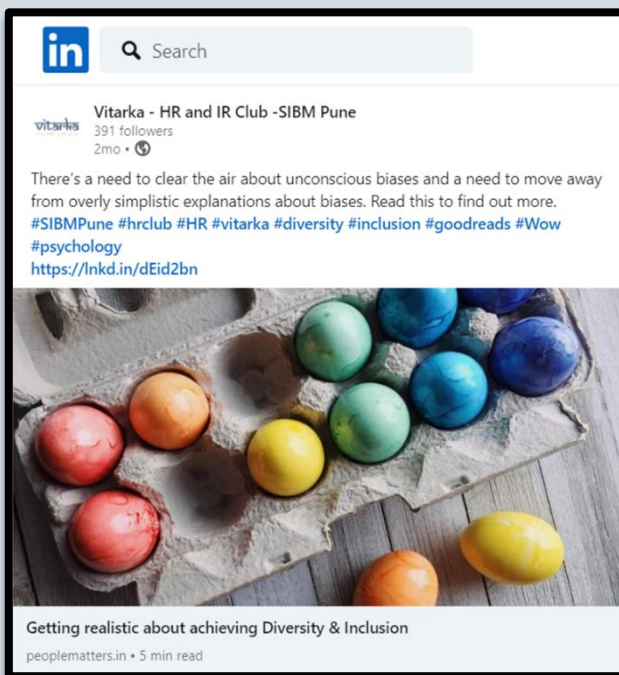 in
Search
vitarka
Vitarka - HR and IR Club -SIBM Pune
391 followers
2mo •
There's a need to clear the air about unconscious biases and a need to move away
from overly simplistic explanations about biases. Read this to find out more.
#SIBMPune #hrclub #HR #vitarka #diversity #inclusion #goodreads #Wow
#psychology
https://lnkd.in/dEid2bn
Getting realistic about achieving Diversity & Inclusion
peoplematters.in • 5 min read